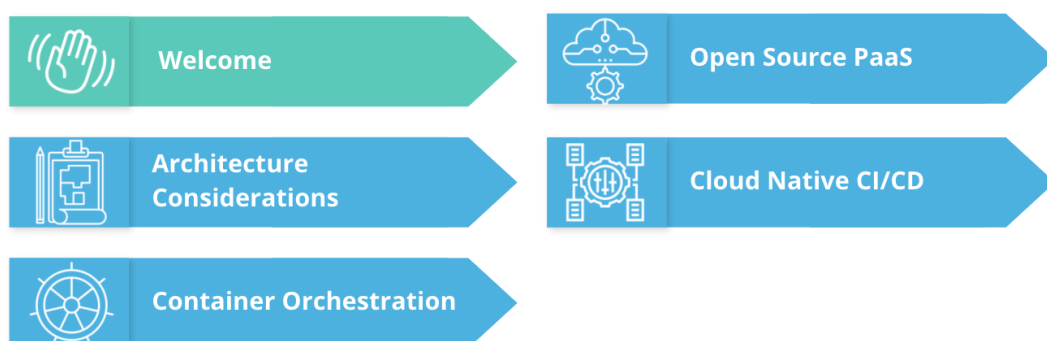 Welcome
Architecture
Considerations
Container Orchestration
Open Source PaaS
Cloud Native CI/CD